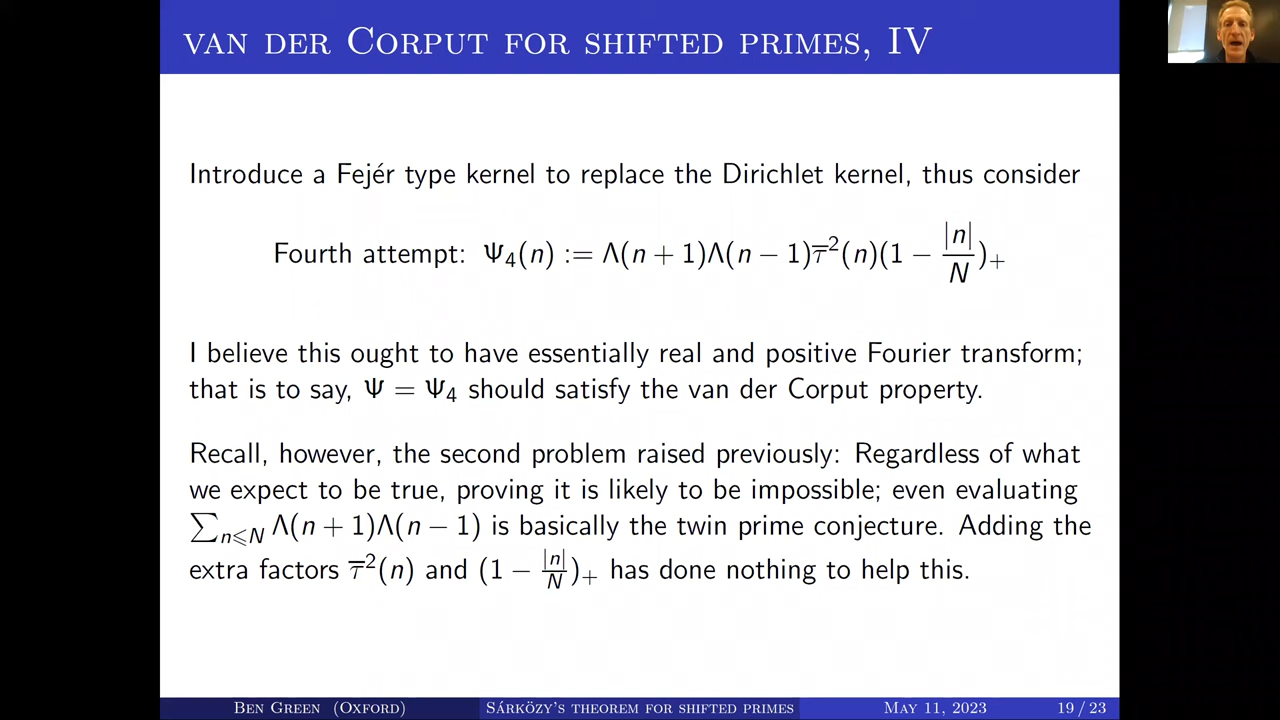 VAN DER CORPUT FOR SHIFTED PRIMES, IV
Introduce a Fejér type kernel to replace the Dirichlet kernel, thus consider
Fourth attempt: Ψ₄(n) := Λ(n + 1)Λ(n − 1)τ̅²(n)(1 − |n|/N)₊
I believe this ought to have essentially real and positive Fourier transform;
that is to say, Ψ = Ψ₄ should satisfy the van der Corput property.
Recall, however, the second problem raised previously: Regardless of what
we expect to be true, proving it is likely to be impossible; even evaluating
∑n⩽N Λ(n + 1)Λ(n − 1) is basically the twin prime conjecture. Adding the
extra factors τ̅²(n) and (1 − |n|/N)₊ has done nothing to help this.
BEN GREEN (OXFORD) SÁRKÖZY'S THEOREM FOR SHIFTED PRIMES MAY 11, 2023 19 / 23